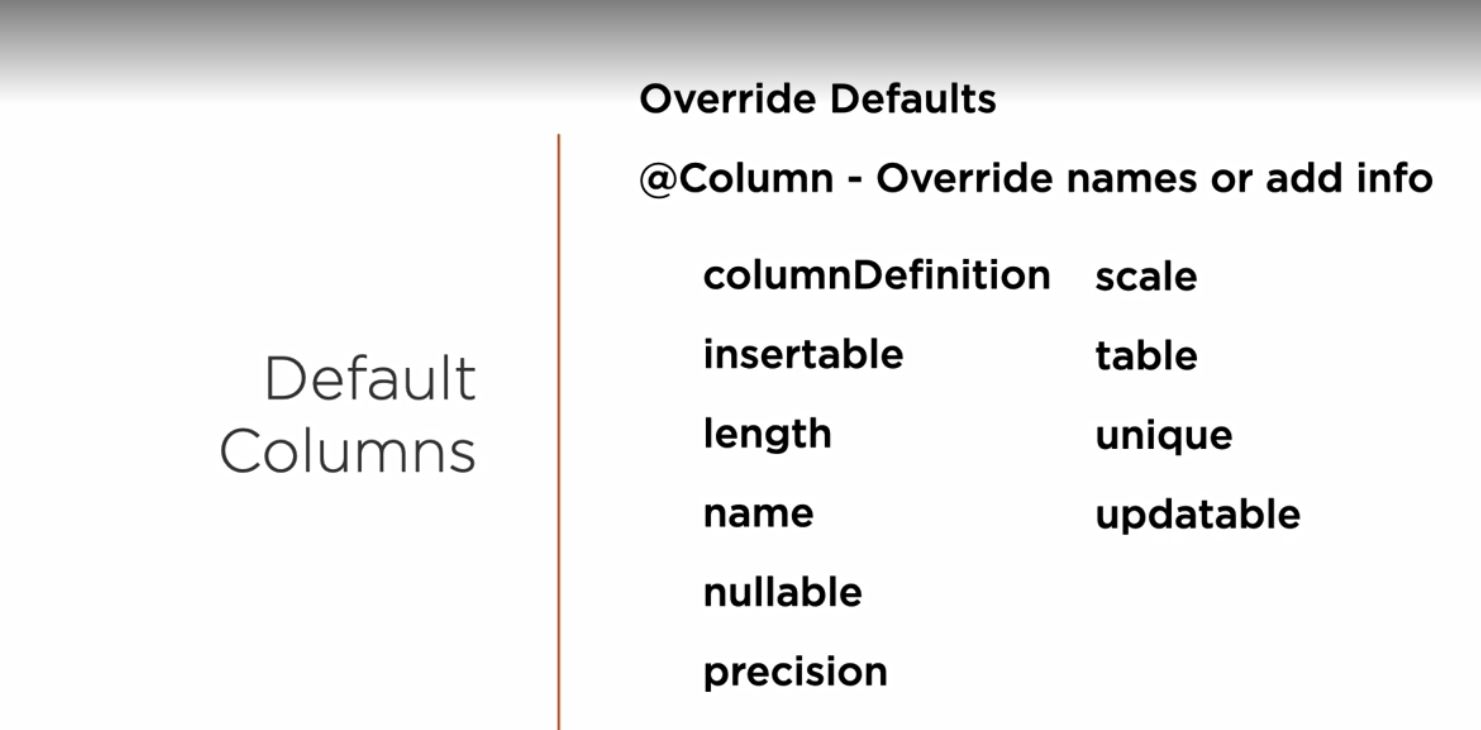 Default
Columns
Override Defaults
@Column - Override names or add info
columnDefinition
insertable
length
name
nullable
precision
scale
table
unique
updatable